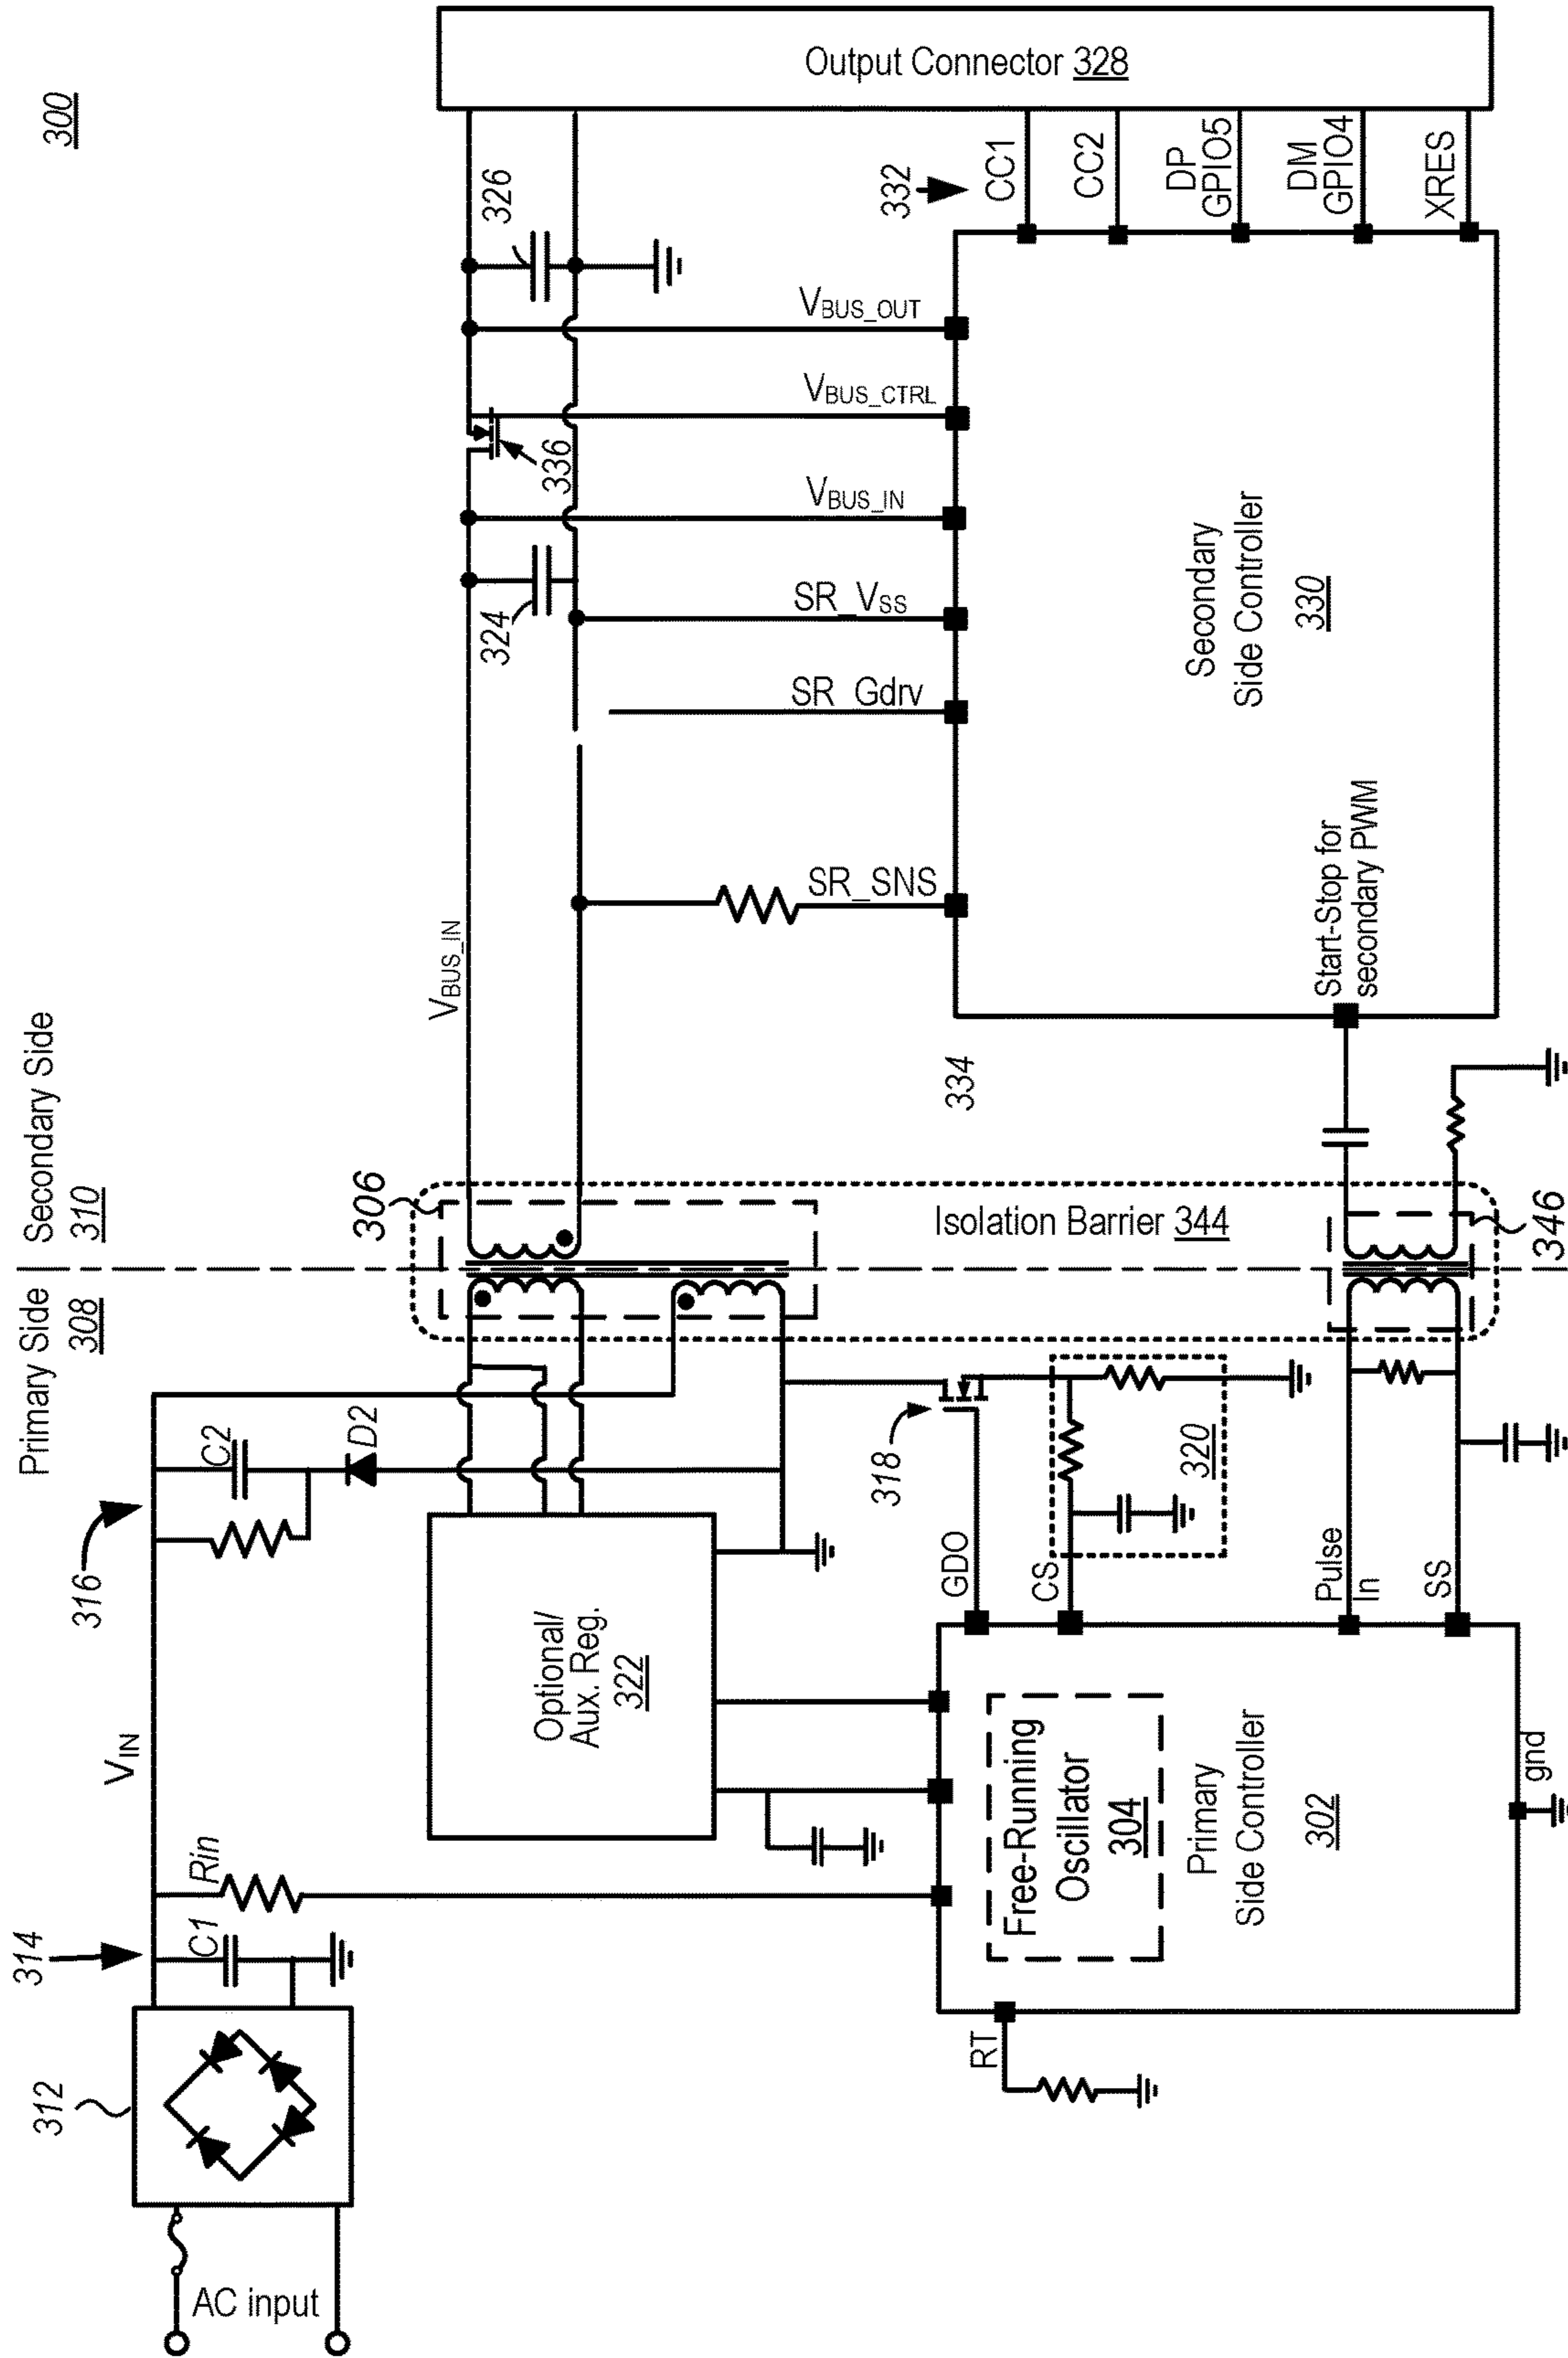 300
Primary Side
308
Secondary Side
310
AC input
312
314
C1
Rin
VIN
316
C2
D2
Optional/
Aux. Reg.
322
306
VBUS_IN
324
336
326
Output Connector 328
RT
Free-Running
Oscillator
304
Primary
Side Controller
302
gnd
GDO
CS
Pulse
In
SS
318
320
Isolation Barrier 344
346
334
SR_SNS
SR_Gdrv
SR_VSS
VBUS_IN
VBUS_CTRL
VBUS_OUT
Start-Stop for
secondary PWM
Secondary
Side Controller
330
332
CC1
CC2
DP
GPIO5
DM
GPIO4
XRES